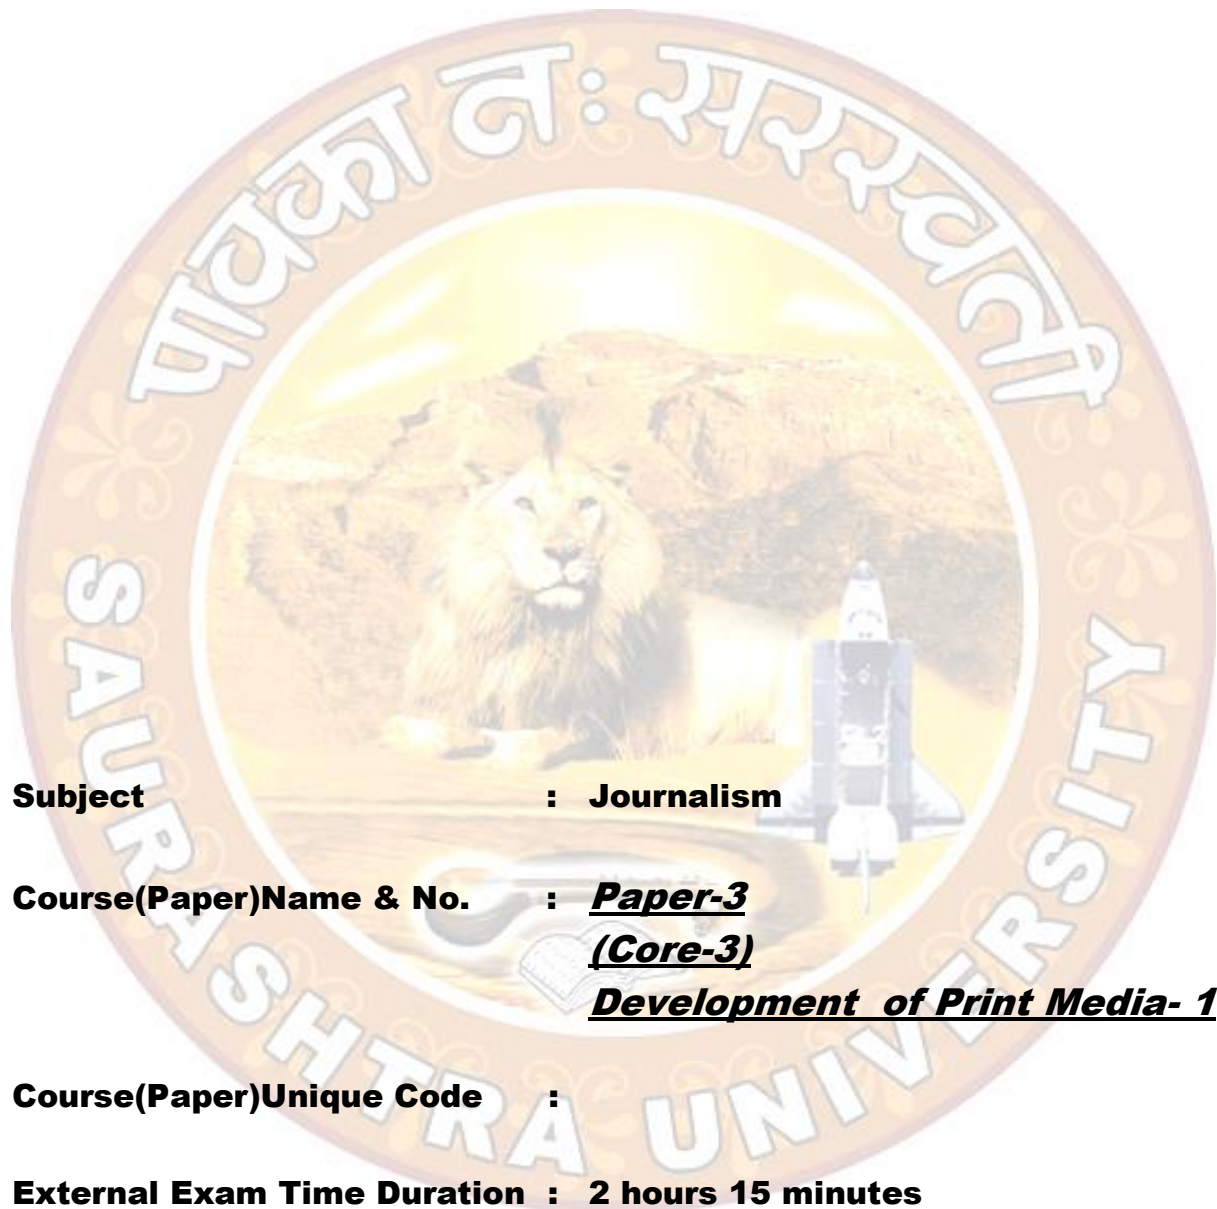 पावका नः सरस्वती
SAURASHTRA UNIVERSITY
Subject : Journalism
Course(Paper)Name & No. : Paper-3
(Core-3)
Development of Print Media- 1
Course(Paper)Unique Code :
External Exam Time Duration : 2 hours 15 minutes